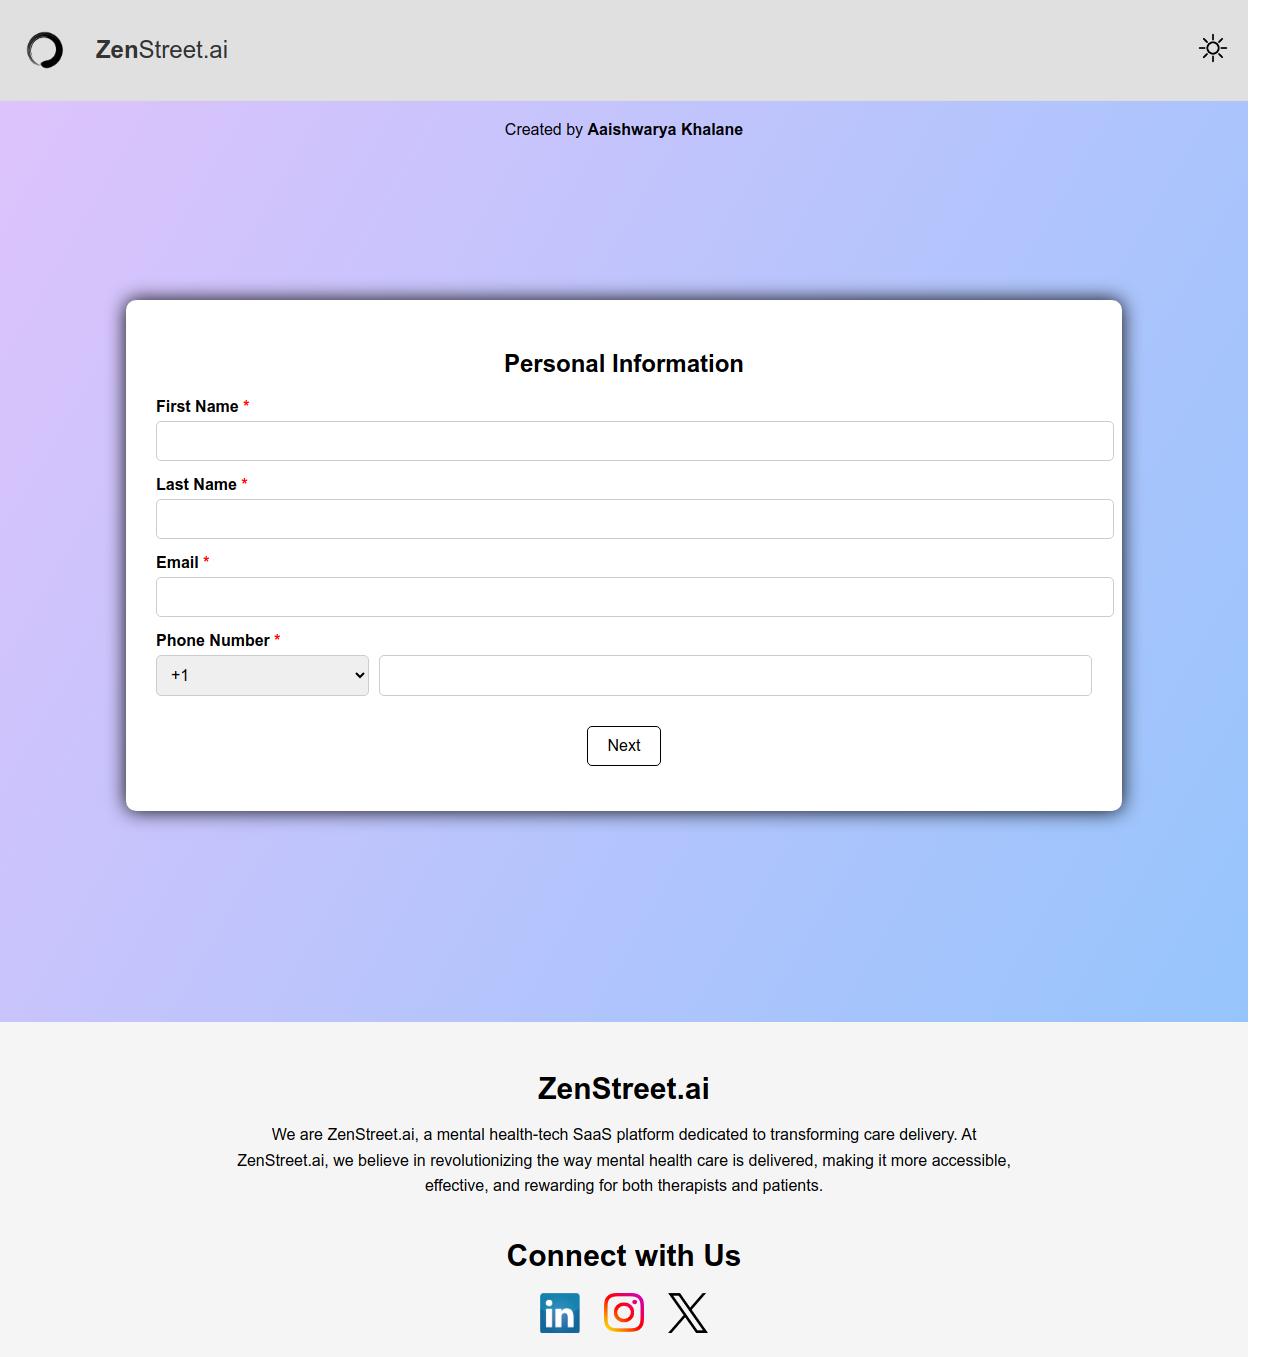 ZenStreet.ai
Created by Aaishwarya Khalane
Personal Information
First Name *
Last Name *
Email *
Phone Number *
+1
Next
ZenStreet.ai
We are ZenStreet.ai, a mental health-tech SaaS platform dedicated to transforming care delivery. At
ZenStreet.ai, we believe in revolutionizing the way mental health care is delivered, making it more accessible,
effective, and rewarding for both therapists and patients.
Connect with Us
in